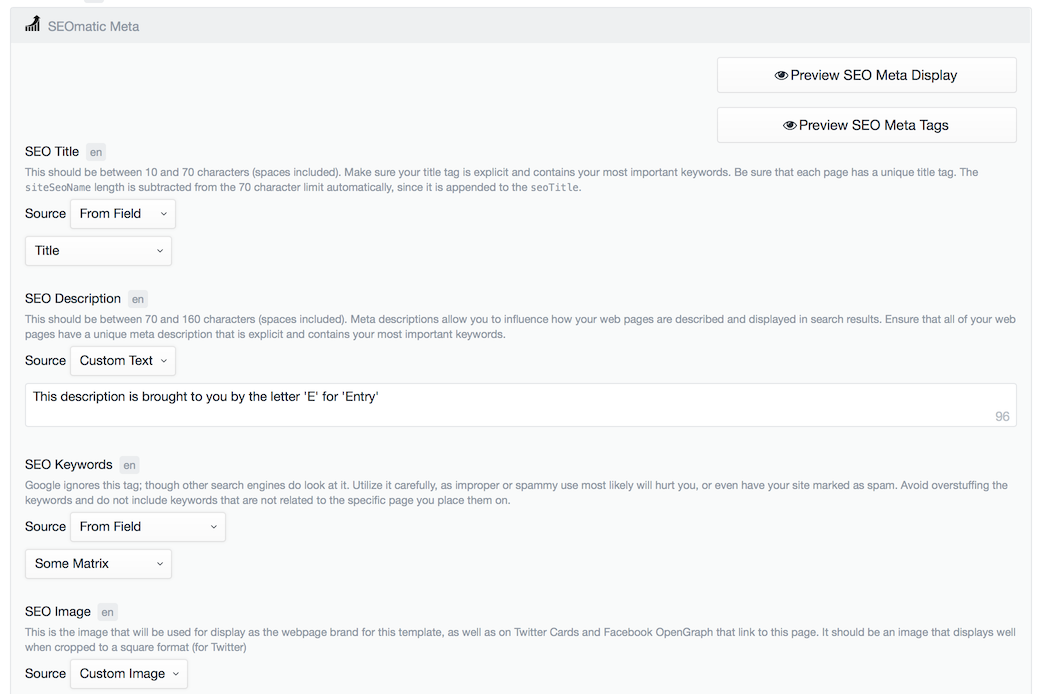 SEOmatic Meta
Preview SEO Meta Display
Preview SEO Meta Tags
SEO Title en
This should be between 10 and 70 characters (spaces included). Make sure your title tag is explicit and contains your most important keywords. Be sure that each page has a unique title tag. The
siteSeoName length is subtracted from the 70 character limit automatically, since it is appended to the seoTitle.
Source From Field
Title
SEO Description en
This should be between 70 and 160 characters (spaces included). Meta descriptions allow you to influence how your web pages are described and displayed in search results. Ensure that all of your web
pages have a unique meta description that is explicit and contains your most important keywords.
Source Custom Text
This description is brought to you by the letter 'E' for 'Entry'
96
SEO Keywords en
Google ignores this tag; though other search engines do look at it. Utilize it carefully, as improper or spammy use most likely will hurt you, or even have your site marked as spam. Avoid overstuffing the
keywords and do not include keywords that are not related to the specific page you place them on.
Source From Field
Some Matrix
SEO Image en
This is the image that will be used for display as the webpage brand for this template, as well as on Twitter Cards and Facebook OpenGraph that link to this page. It should be an image that displays well
when cropped to a square format (for Twitter)
Source Custom Image